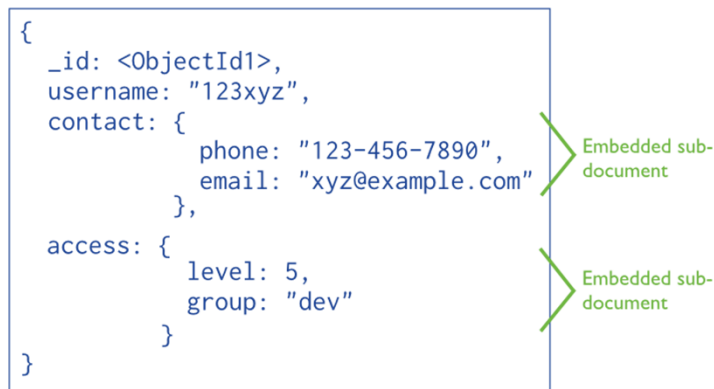 {
_id: <ObjectId1>,
username: "123xyz",
contact: {
phone: "123-456-7890",
email: "xyz@example.com"
},
access: {
level: 5,
group: "dev"
}
}
Embedded sub-
document
Embedded sub-
document